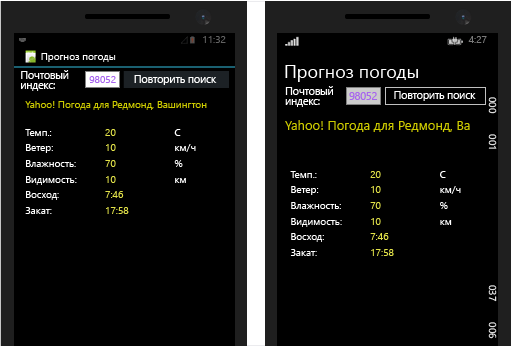 11:32
Прогноз погоды
Почтовый индекс:
98052
Повторить поиск
Yahoo! Погода для Редмонд, Вашингтон
Темп.: 20 C
Ветер: 10 км/ч
Влажность: 70 %
Видимость: 10 км
Восход: 7:46
Закат: 17:58
4:27
Прогноз погоды
Почтовый индекс:
98052
Повторить поиск
Yahoo! Погода для Редмонд, Ва
Темп.: 20 C
Ветер: 10 км/ч
Влажность: 70 %
Видимость: 10 км
Восход: 7:46
Закат: 17:58
000
001
037
006